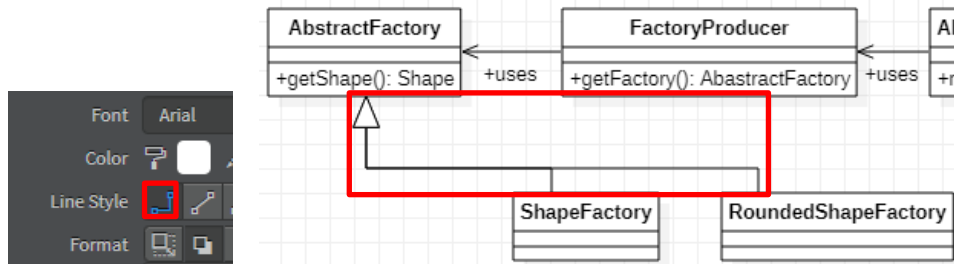 Font Arial
Color
Line Style
Format
AbstractFactory
+getShape(): Shape
+uses
FactoryProducer
+getFactory(): AbastractFactory
+uses
ShapeFactory
RoundedShapeFactory